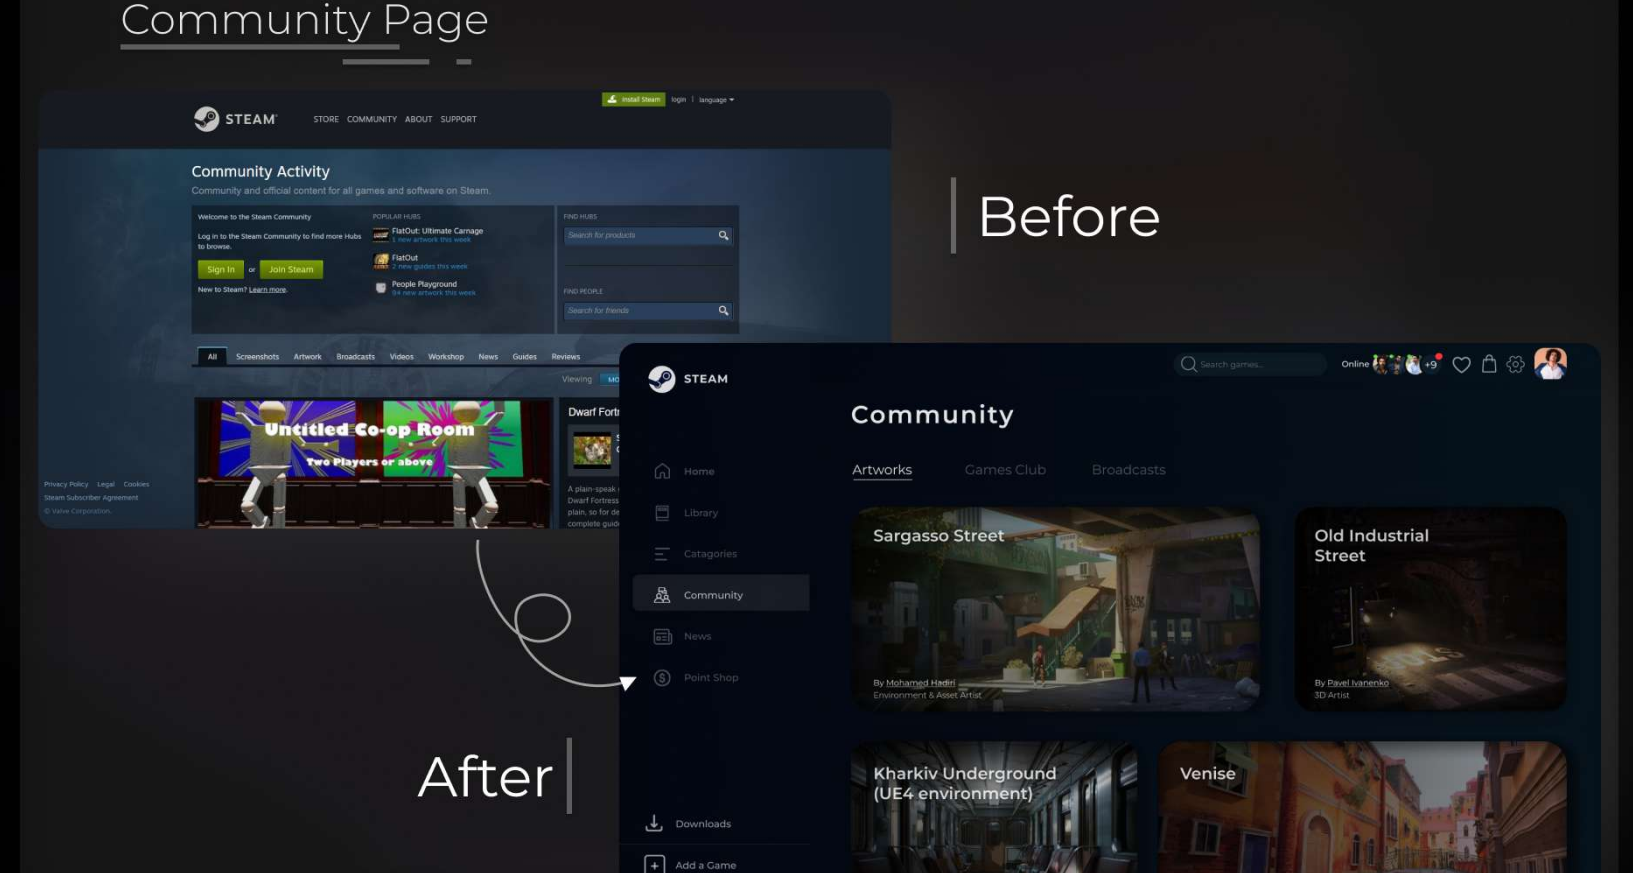 Community Page
Install Steam login | language
STEAM
STORE COMMUNITY ABOUT SUPPORT
Community Activity
Community and official content for all games and software on Steam.
Welcome to the Steam Community
Log in to the Steam Community to find more Hubs
to browse.
Sign In or Join Steam
New to Steam? Learn more.
POPULAR HUBS
FlatOut: Ultimate Carnage
1 new artwork this week
FlatOut
2 new guides this week
People Playground
94 new artwork this week
FIND HUBS
Search for products
FIND PEOPLE
Search for friends
All Screenshots Artwork Broadcasts Videos Workshop News Guides Reviews
Viewing
Untitled Co-op Room
Two Players or above
Dwarf Fortr
A plain-speak
Dwarf Fortress
plain, so for de
complete guid
Privacy Policy Legal Cookies
Steam Subscriber Agreement
© Valve Corporation.
Before
After
STEAM
Search games...
Online +9
Home
Library
Catagories
Community
News
Point Shop
Downloads
Add a Game
Community
Artworks Games Club Broadcasts
Sargasso Street
By Mohamed Hadiri
Environment & Asset Artist
Old Industrial
Street
By Pavel Ivanenko
3D Artist
Kharkiv Underground
(UE4 environment)
Venise